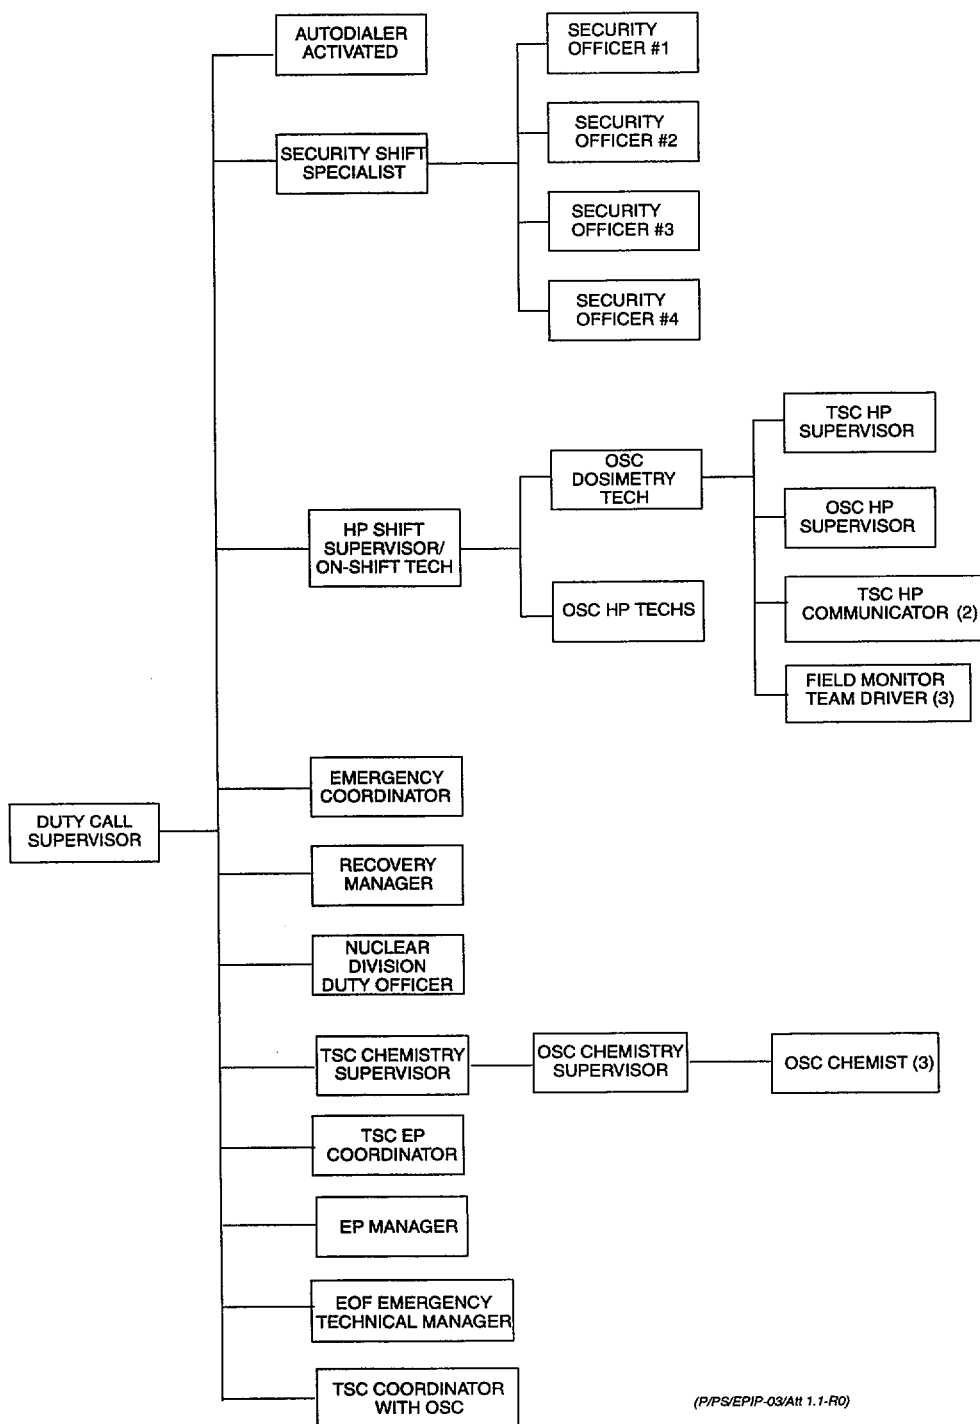 AUTODIALER
ACTIVATED
SECURITY SHIFT
SPECIALIST
SECURITY
OFFICER #1
SECURITY
OFFICER #2
SECURITY
OFFICER #3
SECURITY
OFFICER #4
HP SHIFT
SUPERVISOR/
ON-SHIFT TECH
OSC
DOSIMETRY
TECH
OSC HP TECHS
TSC HP
SUPERVISOR
OSC HP
SUPERVISOR
TSC HP
COMMUNICATOR (2)
FIELD MONITOR
TEAM DRIVER (3)
DUTY CALL
SUPERVISOR
EMERGENCY
COORDINATOR
RECOVERY
MANAGER
NUCLEAR
DIVISION
DUTY OFFICER
TSC CHEMISTRY
SUPERVISOR
OSC CHEMISTRY
SUPERVISOR
OSC CHEMIST (3)
TSC EP
COORDINATOR
EP MANAGER
EOF EMERGENCY
TECHNICAL MANAGER
TSC COORDINATOR
WITH OSC
(P/PS/EPIP-03/Att 1.1-R0)